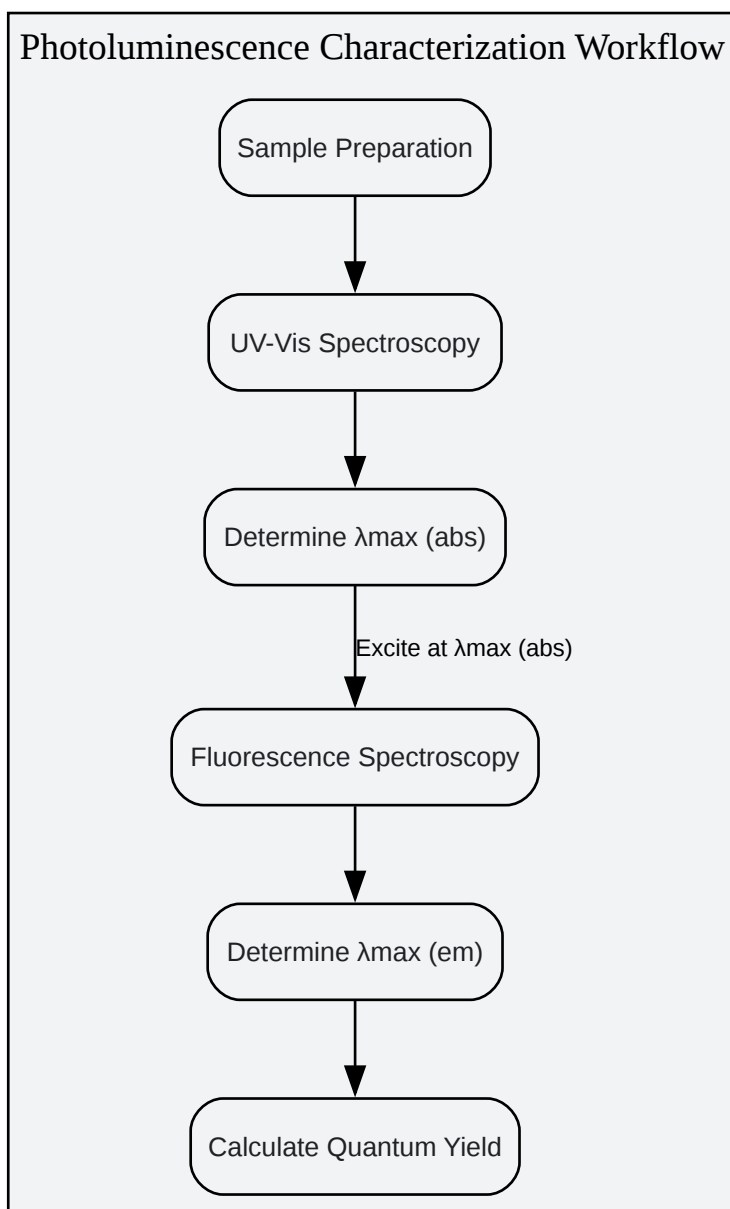 Photoluminescence Characterization Workflow
Sample Preparation
UV-Vis Spectroscopy
Determine λmax (abs)
Excite at λmax (abs)
Fluorescence Spectroscopy
Determine λmax (em)
Calculate Quantum Yield